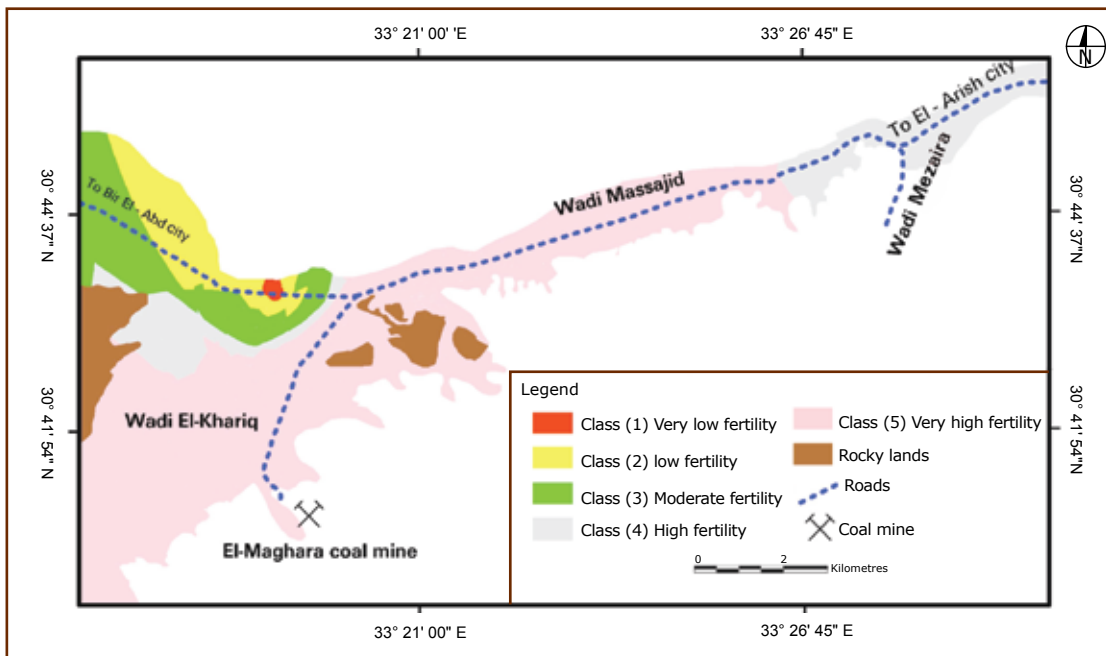 33° 21' 00' 'E
33° 26' 45" E
N
To El - Arish city
Wadi Mezaira
Wadi Massajid
To Bir El - Abd city
30° 44' 37" N
30° 44' 37" N
Wadi El-Khariq
30° 41' 54" N
30° 41' 54" N
El-Maghara coal mine
Legend
Class (1) Very low fertility
Class (2) low fertility
Class (3) Moderate fertility
Class (4) High fertility
Class (5) Very high fertility
Rocky lands
Roads
Coal mine
0 2
Kilometres
33° 21' 00" E
33° 26' 45" E